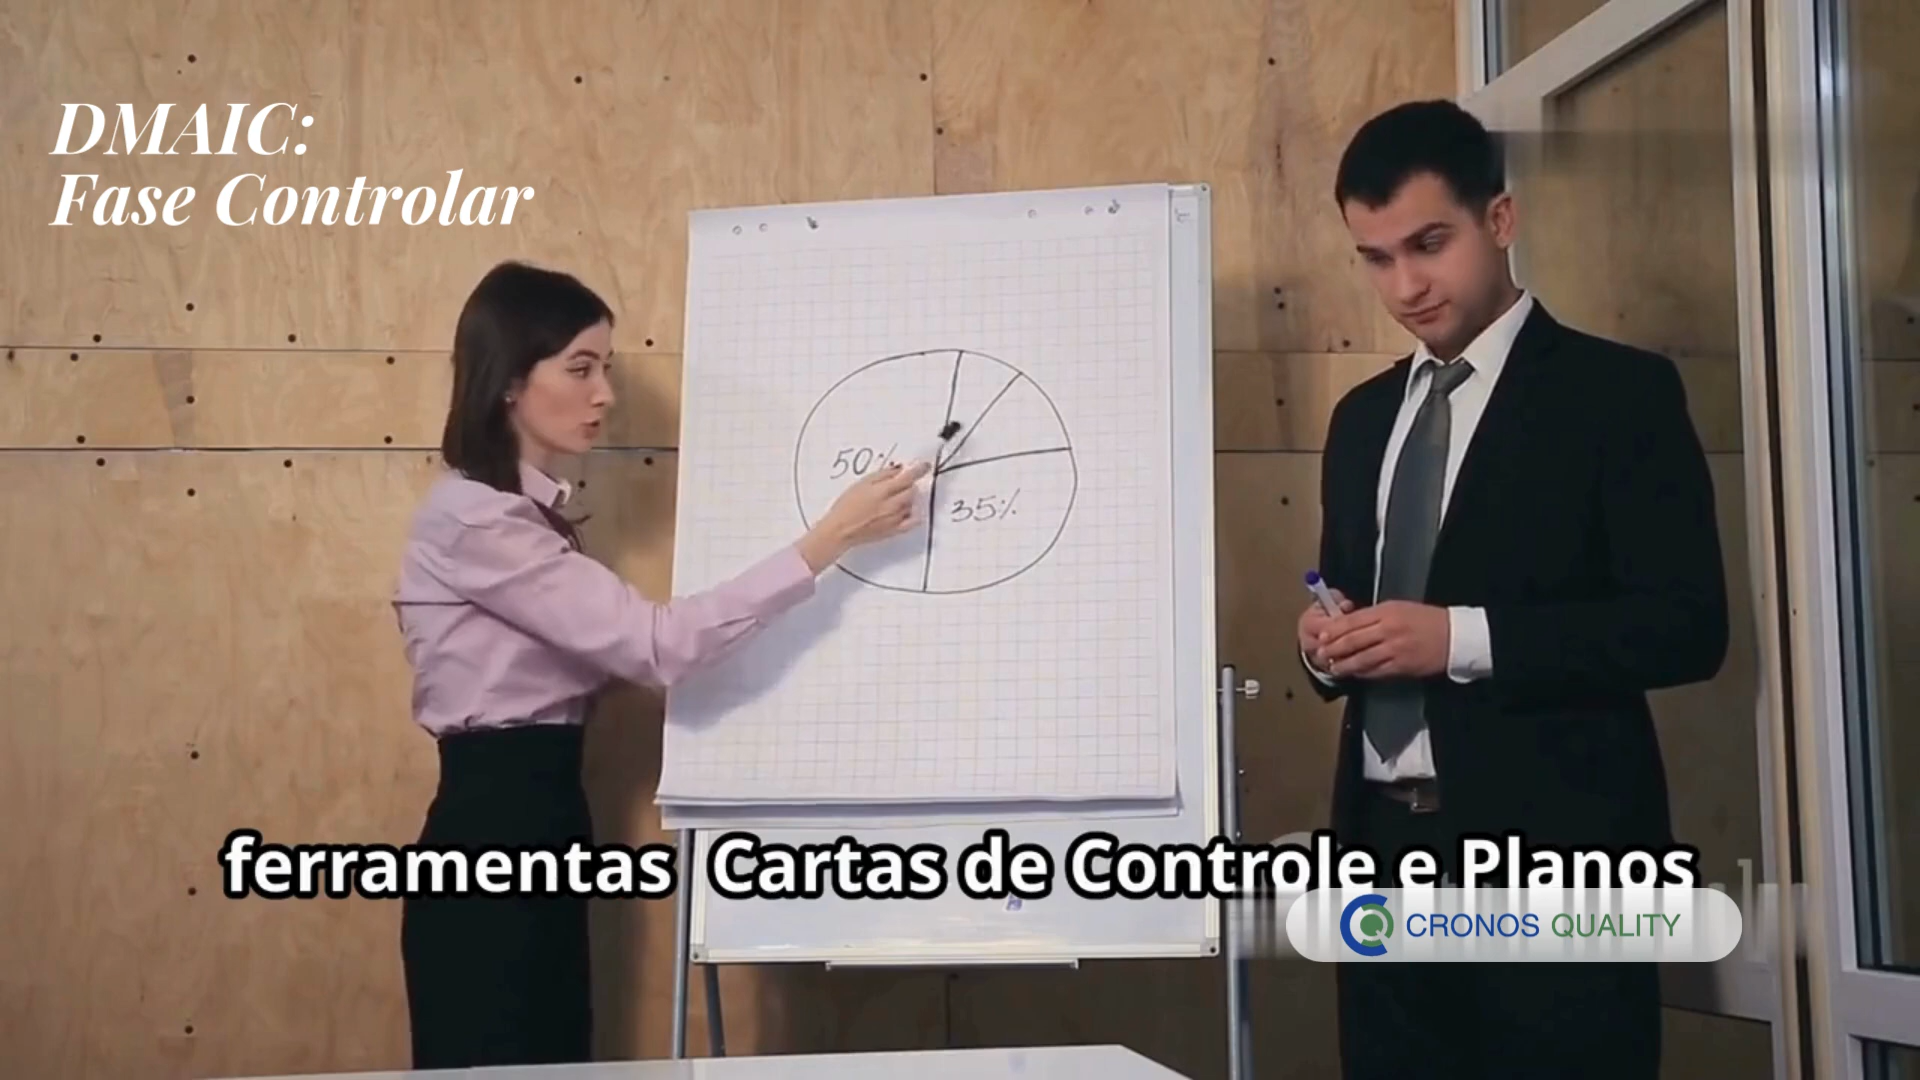 DMAIC:
Fase Controlar
50%
35%
ferramentas Cartas de Controle e Planos
CRONOS QUALITY